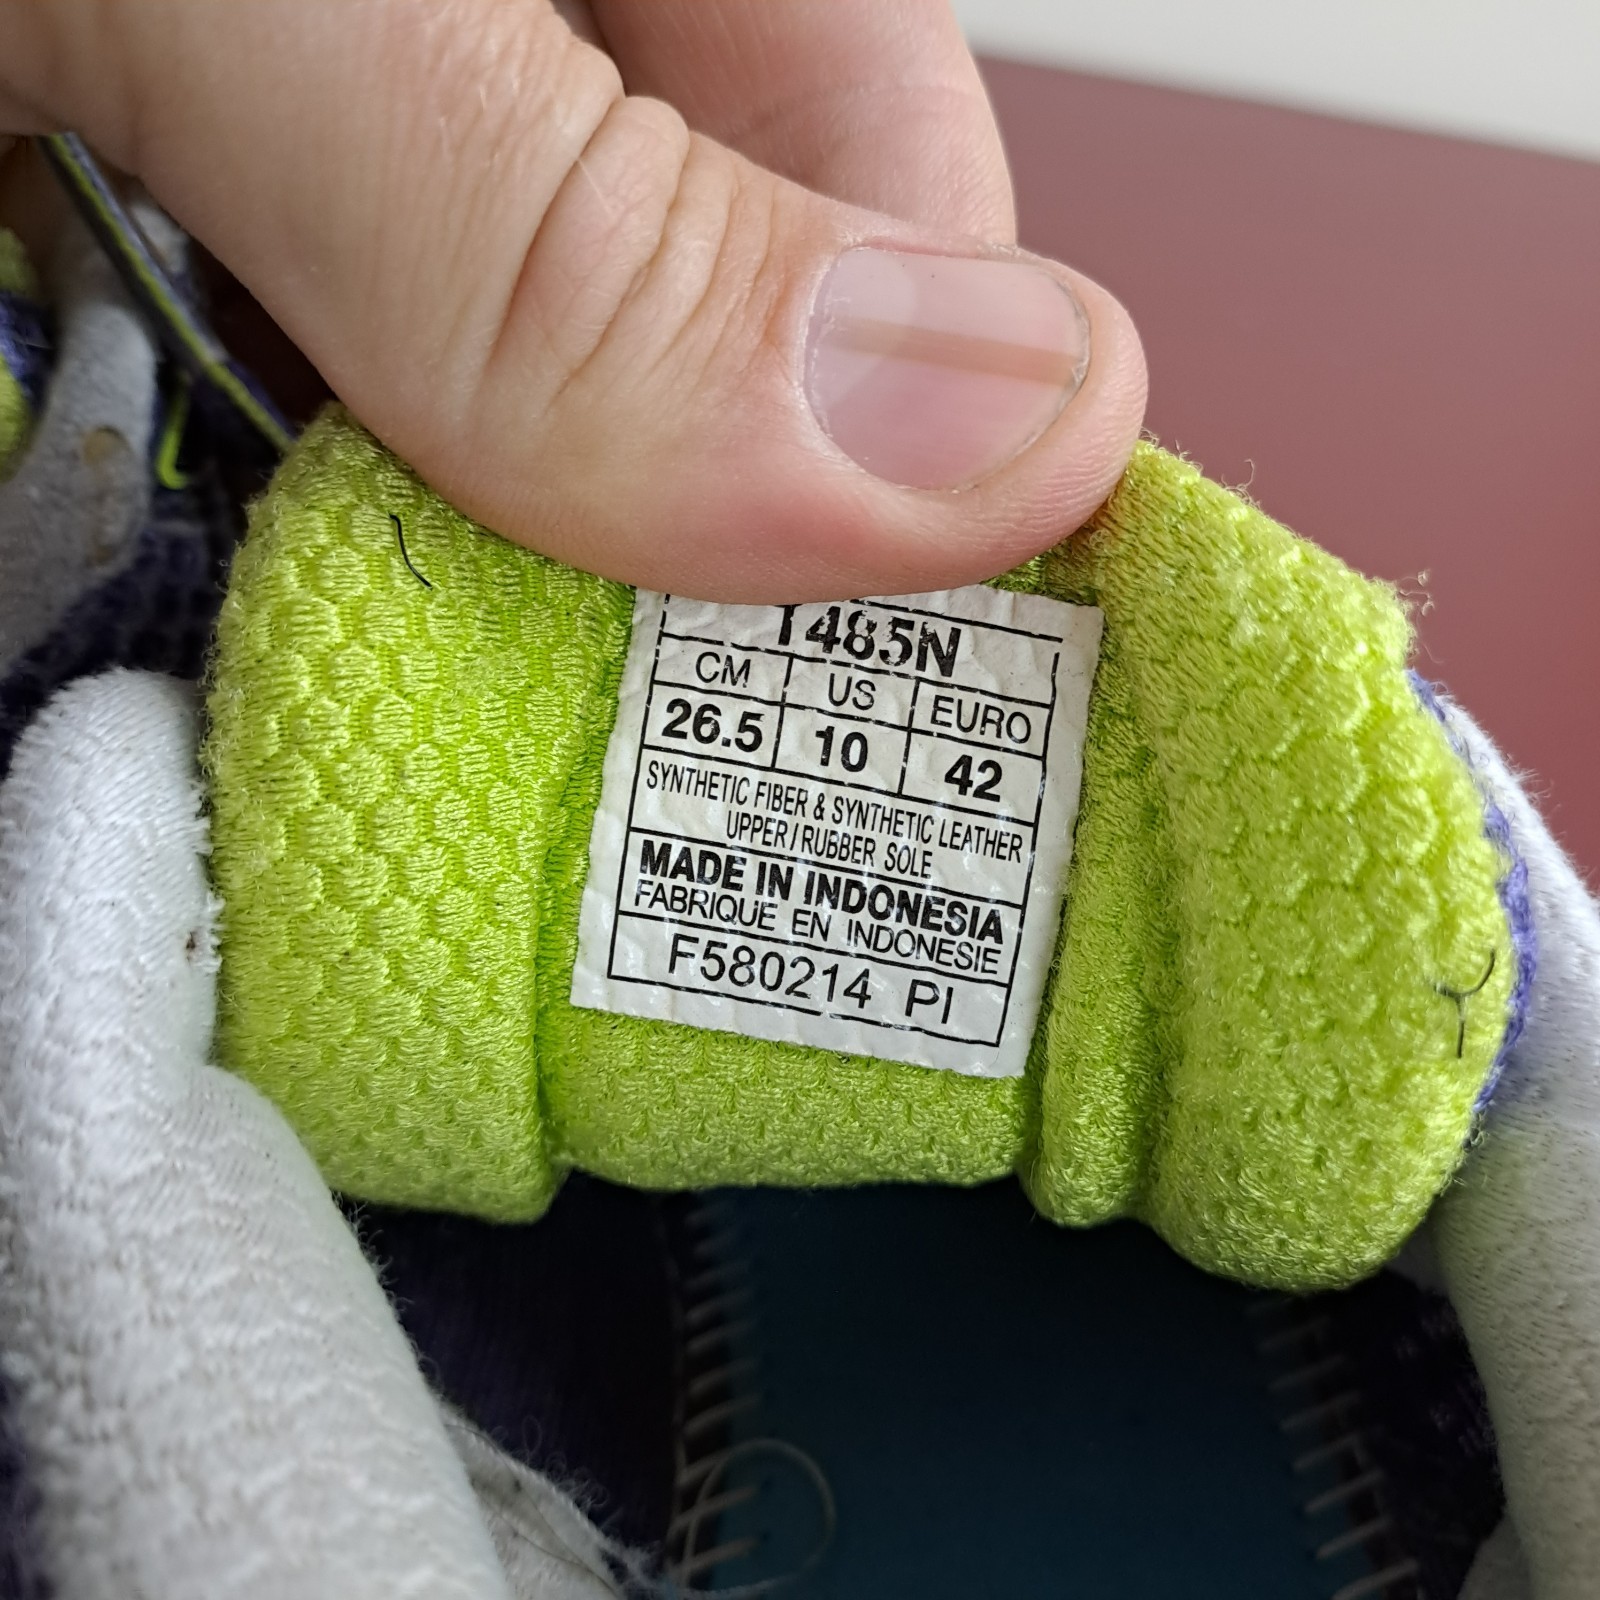 T485N
CM US EURO
26.5 10 42
SYNTHETIC FIBER & SYNTHETIC LEATHER
UPPER / RUBBER SOLE
MADE IN INDONESIA
FABRIQUE EN INDONESIE
F580214 PI